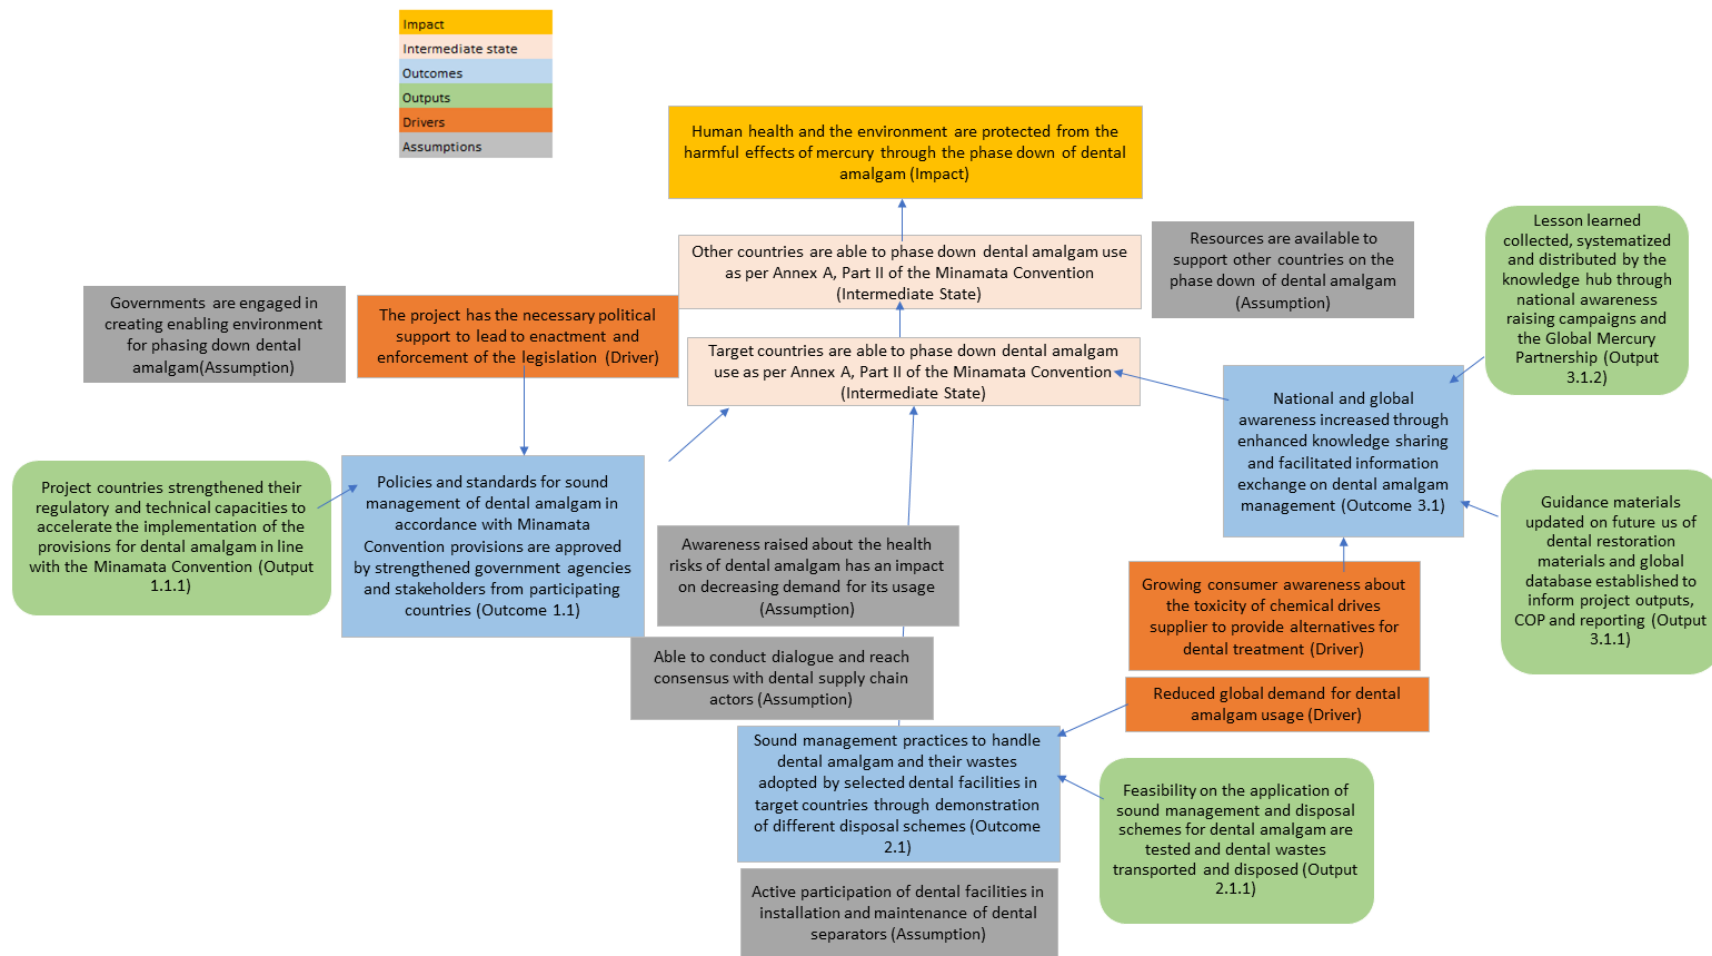 Impact
Intermediate state
Outcomes
Outputs
Drivers
Assumptions
Human health and the environment are protected from the
harmful effects of mercury through the phase down of dental
amalgam (Impact)
Other countries are able to phase down dental amalgam use
as per Annex A, Part II of the Minamata Convention
(Intermediate State)
Resources are available to
support other countries on the
phase down of dental amalgam
(Assumption)
Lesson learned
collected, systematized
and distributed by the
knowledge hub through
national awareness
raising campaigns and
the Global Mercury
Partnership (Output
3.1.2)
Governments are engaged in
creating enabling environment
for phasing down dental
amalgam(Assumption)
The project has the necessary political
support to lead to enactment and
enforcement of the legislation (Driver)
Target countries are able to phase down dental amalgam
use as per Annex A, Part II of the Minamata Convention
(Intermediate State)
National and global
awareness increased through
enhanced knowledge sharing
and facilitated information
exchange on dental amalgam
management (Outcome 3.1)
Project countries strengthened their
regulatory and technical capacities to
accelerate the implementation of the
provisions for dental amalgam in line
with the Minamata Convention (Output
1.1.1)
Policies and standards for sound
management of dental amalgam in
accordance with Minamata
Convention provisions are approved
by strengthened government agencies
and stakeholders from participating
countries (Outcome 1.1)
Guidance materials
updated on future us of
dental restoration
materials and global
database established to
inform project outputs,
COP and reporting (Output
3.1.1)
Awareness raised about the health
risks of dental amalgam has an impact
on decreasing demand for its usage
(Assumption)
Growing consumer awareness about
the toxicity of chemical drives
supplier to provide alternatives for
dental treatment (Driver)
Able to conduct dialogue and reach
consensus with dental supply chain
actors (Assumption)
Reduced global demand for dental
amalgam usage (Driver)
Sound management practices to handle
dental amalgam and their wastes
adopted by selected dental facilities in
target countries through demonstration
of different disposal schemes (Outcome
2.1)
Feasibility on the application of
sound management and disposal
schemes for dental amalgam are
tested and dental wastes
transported and disposed (Output
2.1.1)
Active participation of dental facilities in
installation and maintenance of dental
separators (Assumption)